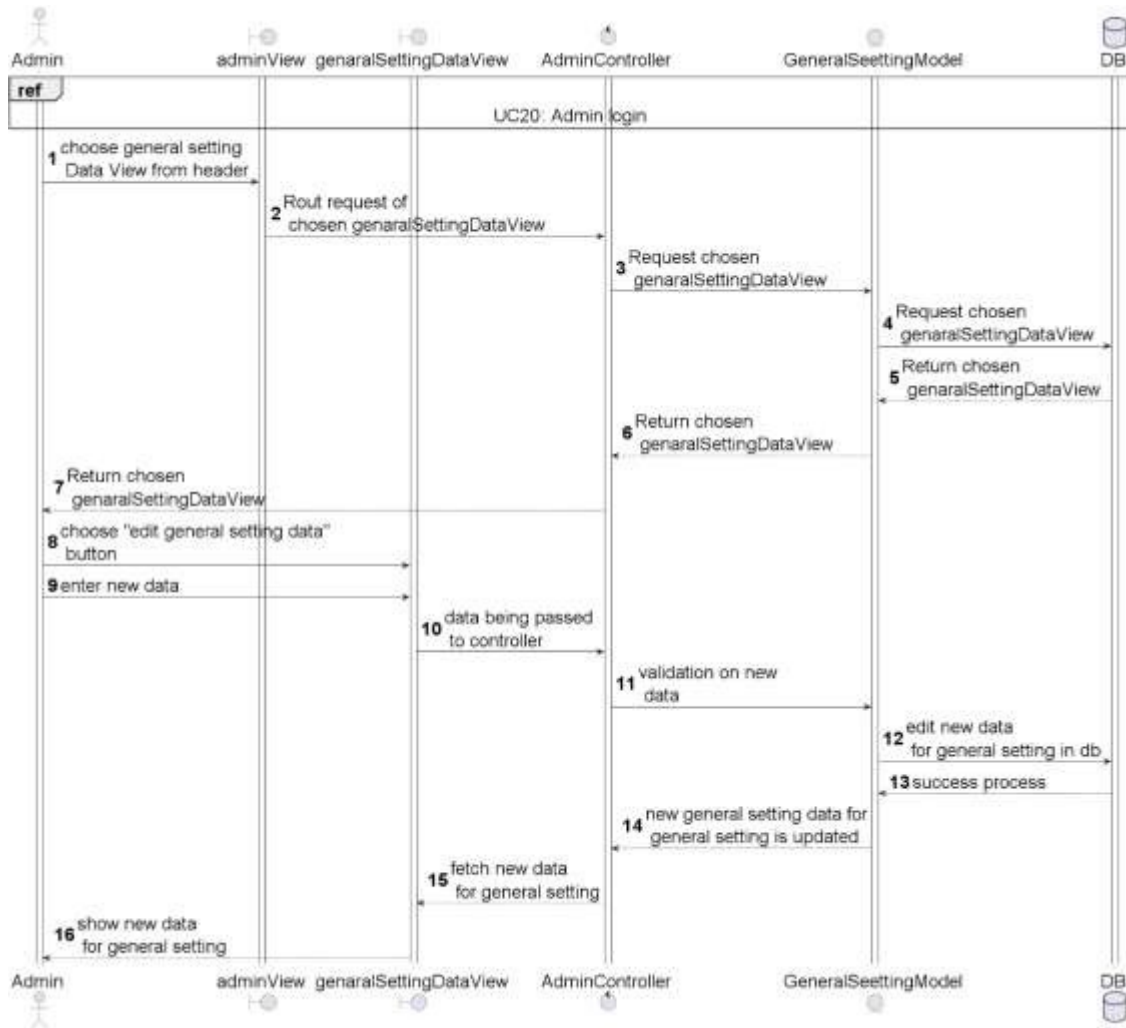 Admin
adminView
genaralSettingDataView
AdminController
GeneralSeettingModel
DB
ref
UC20: Admin login
1 choose general setting
Data View from header
2 Rout request of
chosen genaralSettingDataView
3 Request chosen
genaralSettingDataView
4 Request chosen
genaralSettingDataView
5 Return chosen
genaralSettingDataView
6 Return chosen
genaralSettingDataView
7 Return chosen
genaralSettingDataView
8 choose "edit general setting data"
button
9 enter new data
10 data being passed
to controller
11 validation on new
data
12 edit new data
for general setting in db
13 success process
14 new general setting data for
general setting is updated
15 fetch new data
for general setting
16 show new data
for general setting
Admin
adminView
genaralSettingDataView
AdminController
GeneralSeettingModel
DB